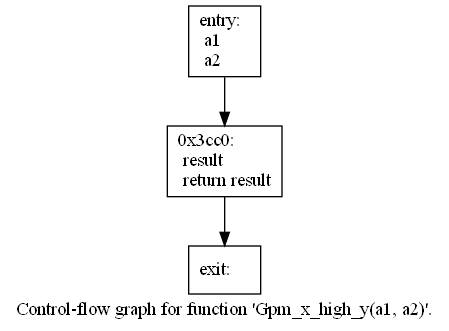 entry:
a1
a2
0x3cc0:
result
return result
exit:
Control-flow graph for function 'Gpm_x_high_y(a1, a2)'.